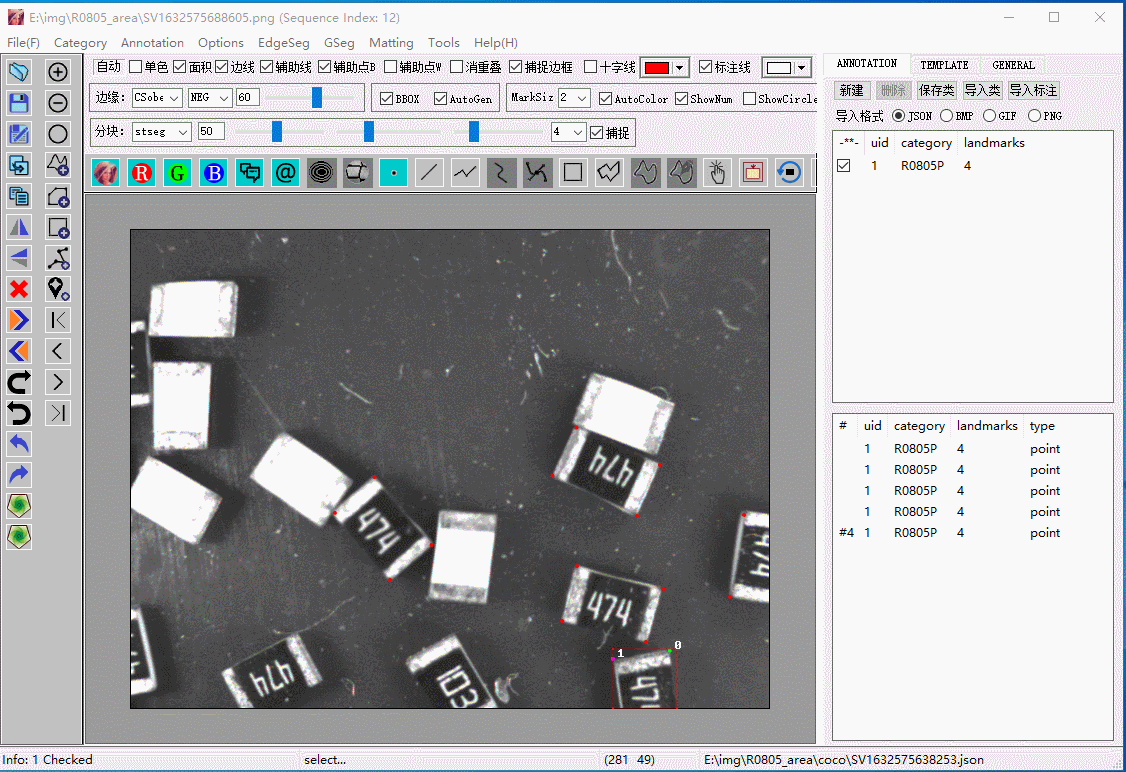 E:\img\R0805_area\SV1632575688605.png (Sequence Index: 12)
File(F) Category Annotation Options EdgeSeg GSeg Matting Tools Help(H)
自动 单色 面积 边线 辅助线 辅助点B 辅助点W 消重叠 捕捉边框 十字线 标注线
边缘: CSobe NEG 60 BBOX AutoGen MarkSiz 2 AutoColor ShowNum ShowCircle
分块: stseg 50 4 捕捉
R G B @
ANNOTATION TEMPLATE GENERAL
新建 删除 保存类 导入类 导入标注
导入格式 JSON BMP GIF PNG
-**- uid category landmarks
1 R0805P 4
# uid category landmarks type
1 R0805P 4 point
1 R0805P 4 point
1 R0805P 4 point
1 R0805P 4 point
#4 1 R0805P 4 point
474
474
474
474
474
103
1 0
47
Info: 1 Checked select... (281 49) E:\img\R0805_area\coco\SV1632575638253.json